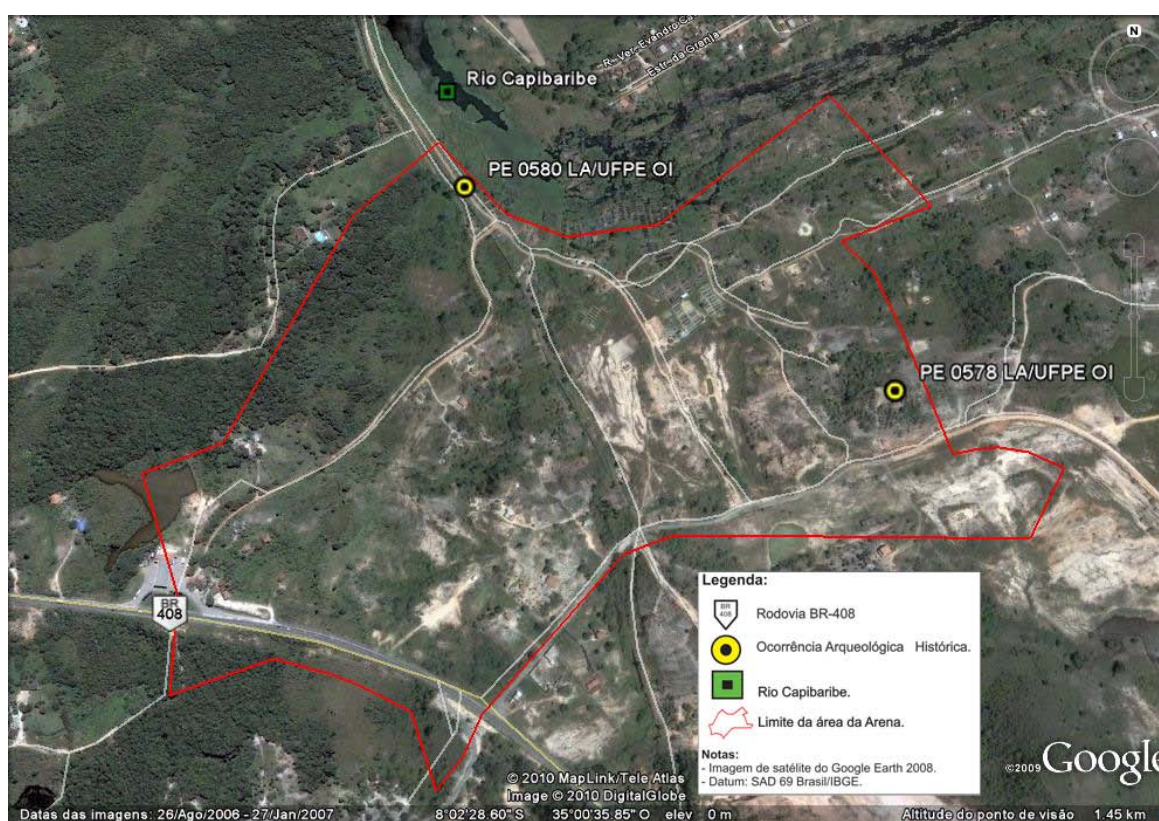 N
R. Ver. Evandro Ca
Estr. da Granja
Rio Capibaribe
PE 0580 LA/UFPE OI
PE 0578 LA/UFPE OI
BR
408
Legenda:
BR
408
Rodovia BR-408
Ocorrência Arqueológica Histórica.
Rio Capibaribe.
Limite da área da Arena.
Notas:
- Imagem de satélite do Google Earth 2008.
- Datum: SAD 69 Brasil/IBGE.
©2009 Google
© 2010 MapLink/Tele Atlas
Image © 2010 DigitalGlobe
Datas das imagens: 26/Ago/2006 - 27/Jan/2007 8°02'28.60" S 35°00'35.85" O elev 0 m Altitude do ponto de visão 1.45 km